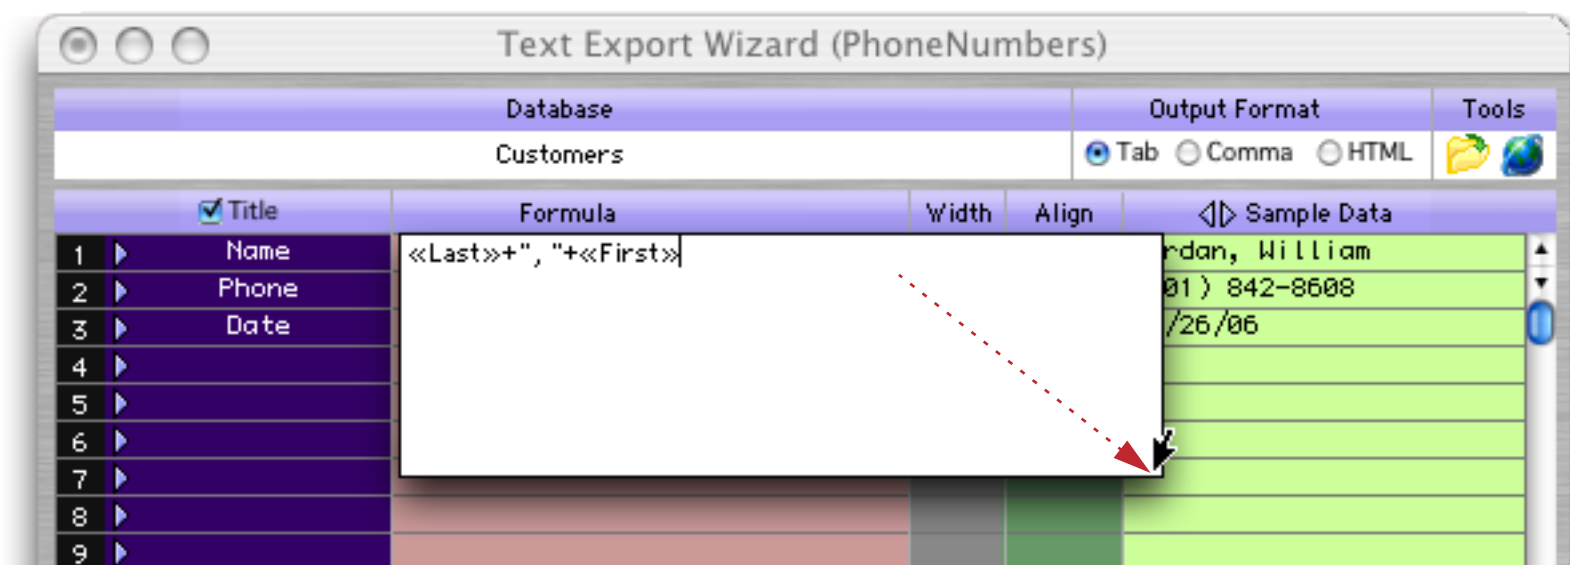 Text Export Wizard (PhoneNumbers)
Database Output Format Tools
Customers Tab Comma HTML
Title Formula Width Align Sample Data
1 Name «Last»+", "+«First» rdan, William
2 Phone 01) 842-8608
3 Date /26/06
4
5
6
7
8
9